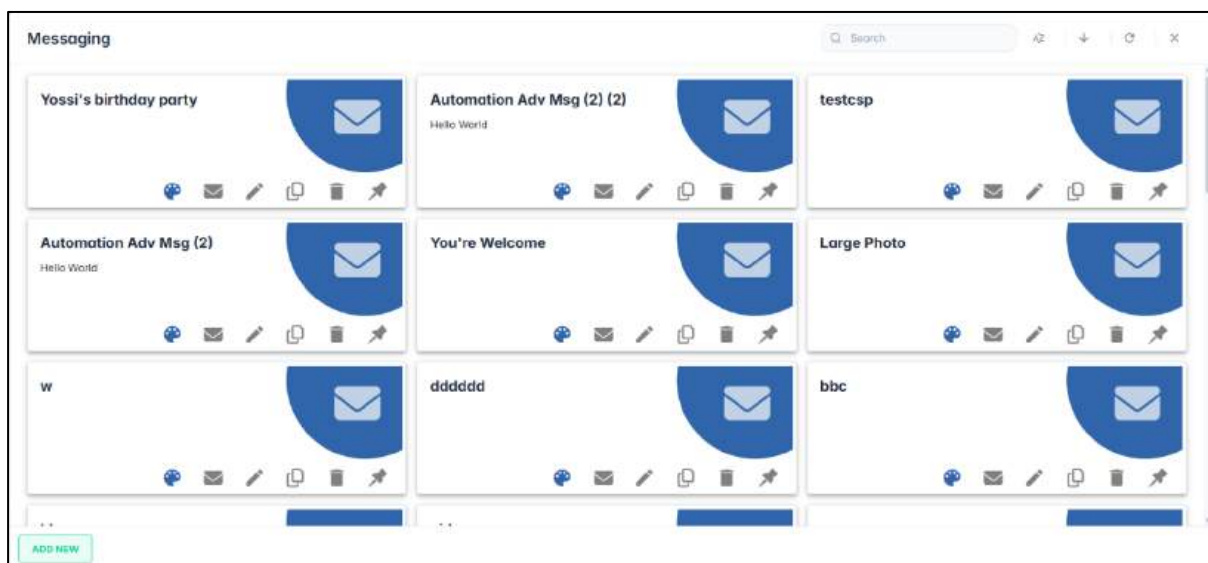 Messaging
Search
Yossi's birthday party
Automation Adv Msg (2) (2)
Hello World
testcsp
Automation Adv Msg (2)
Hello World
You're Welcome
Large Photo
w
dddddd
bbc
ADD NEW